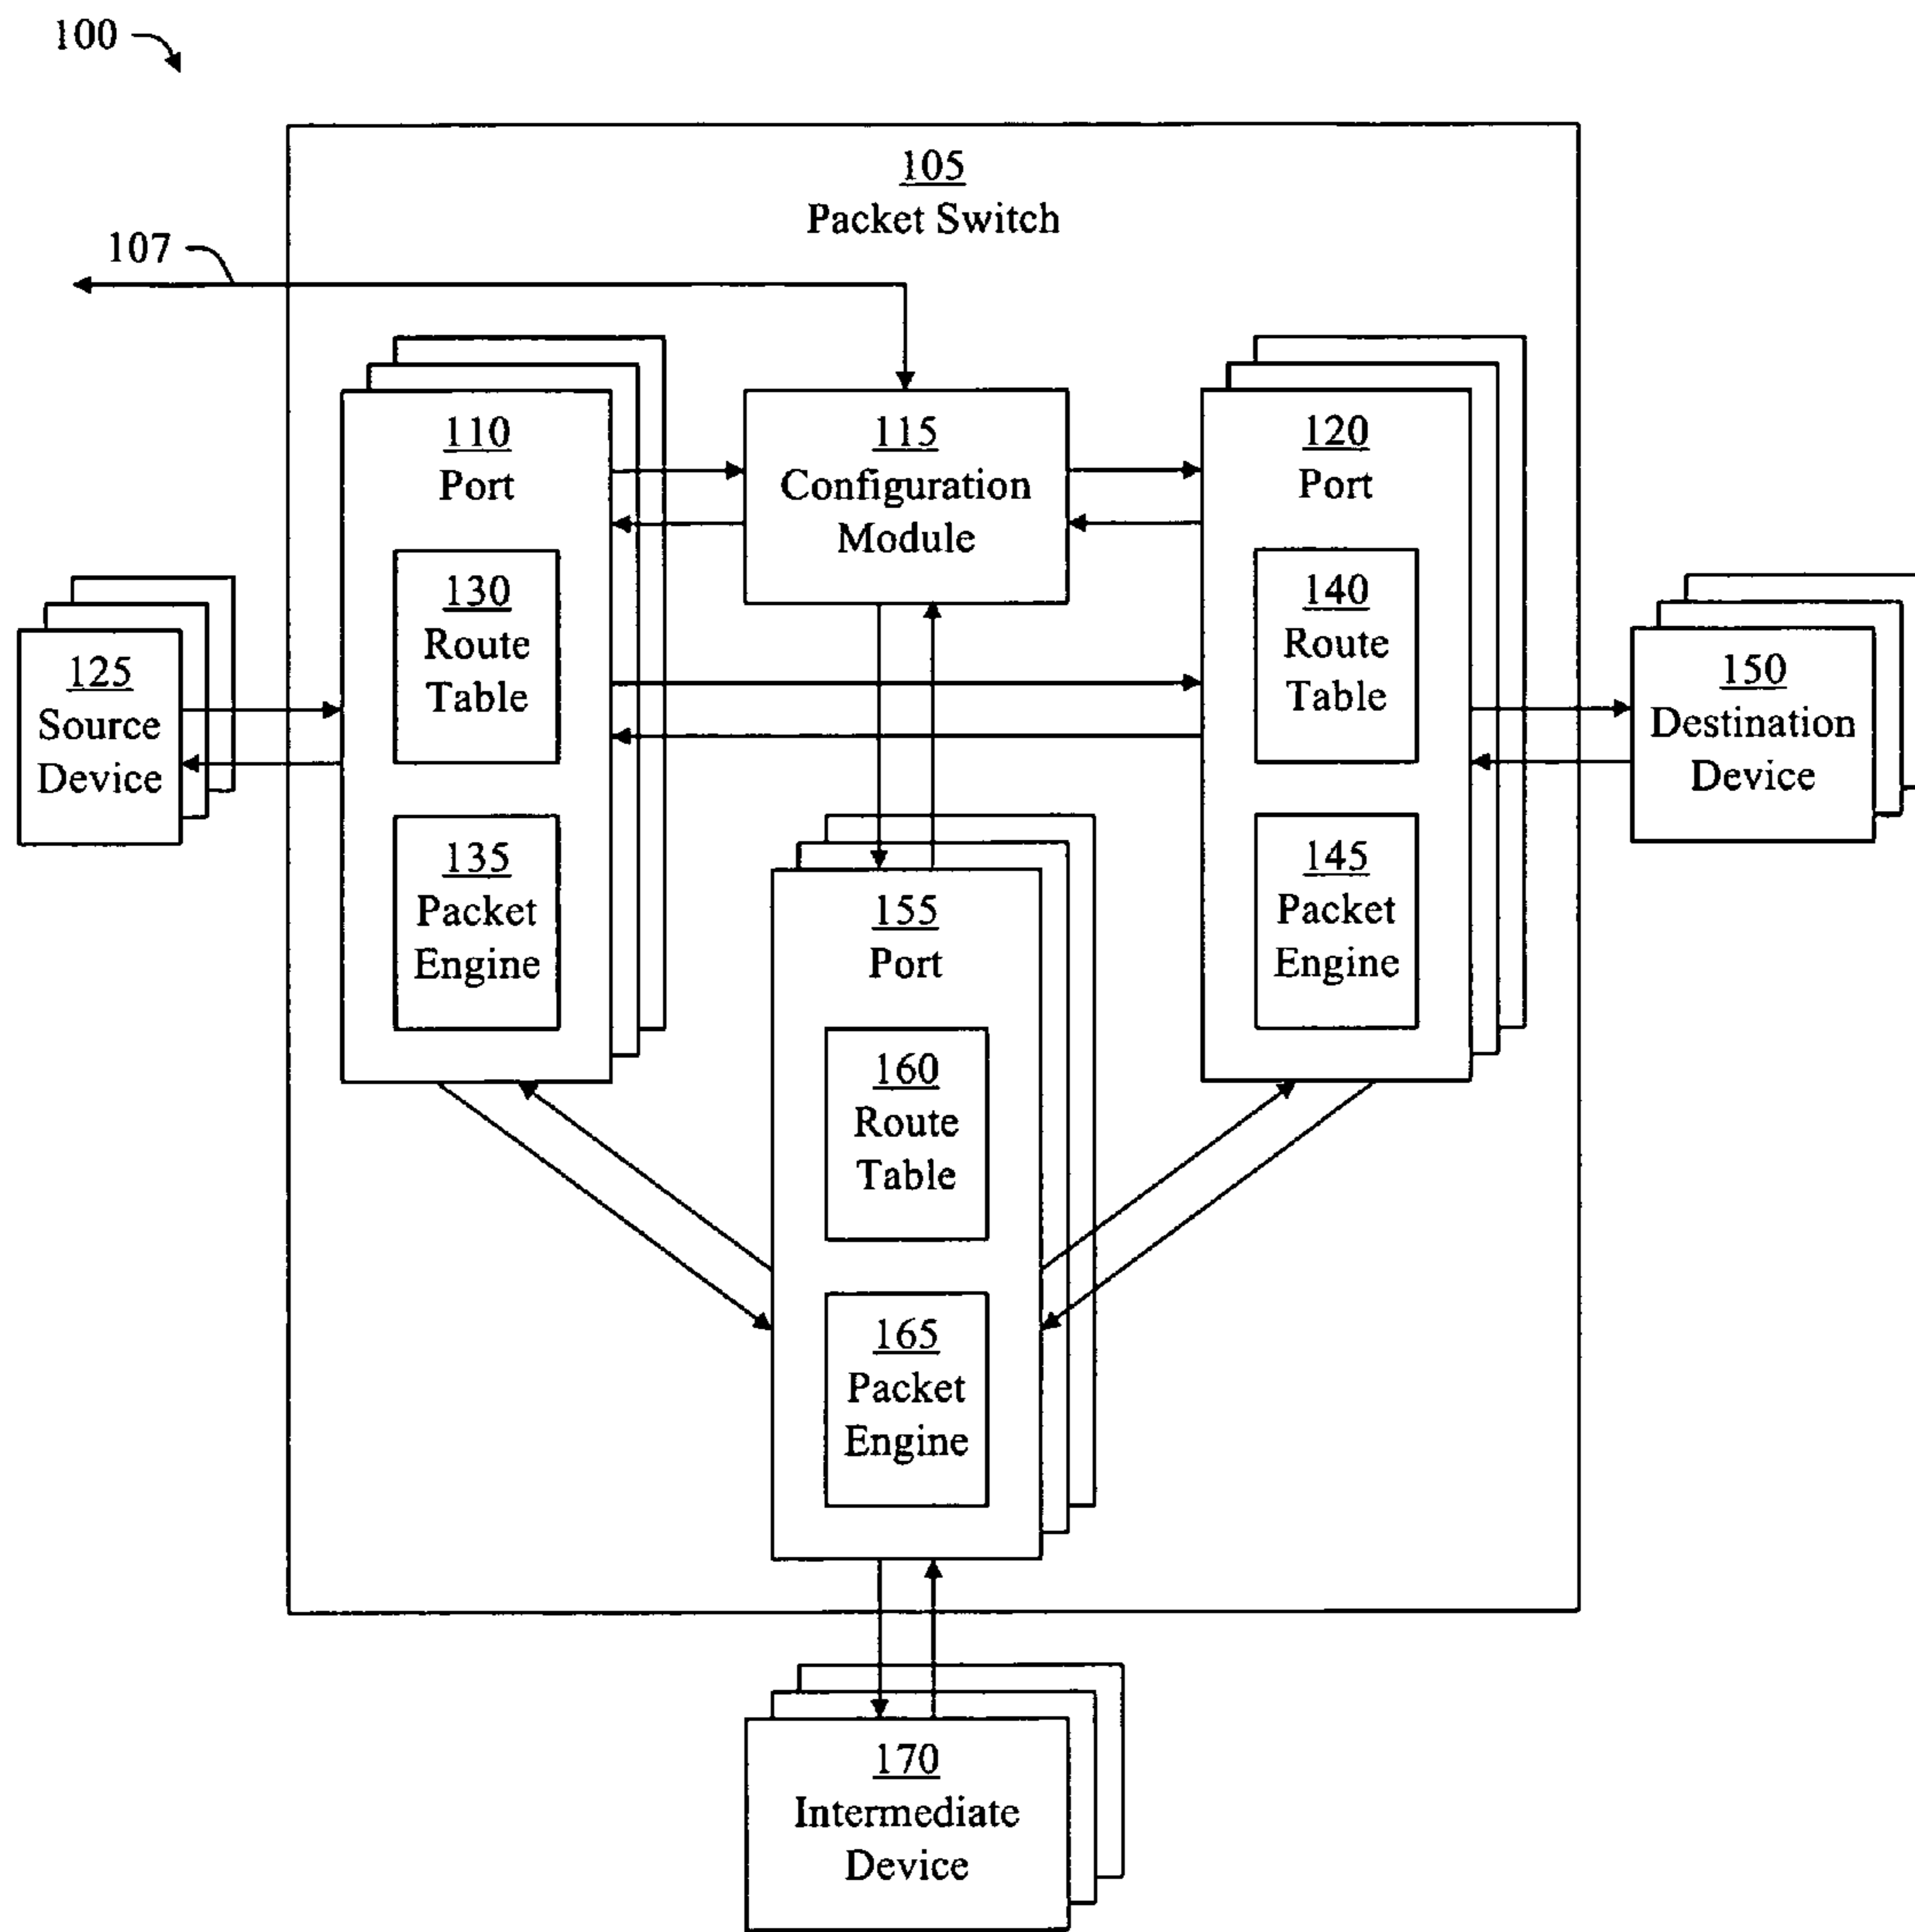 100
105
Packet Switch
107
110
Port
115
Configuration
Module
120
Port
130
Route
Table
140
Route
Table
125
Source
Device
150
Destination
Device
135
Packet
Engine
145
Packet
Engine
155
Port
160
Route
Table
165
Packet
Engine
170
Intermediate
Device